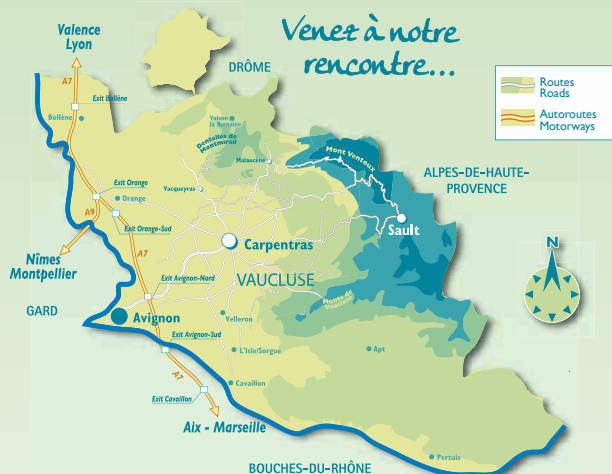 Venez à notre
rencontre...
Valence
Lyon
DRÔME
Routes
Roads
Autoroutes
Motorways
A7
Exit Bollène
Bollène
Vaison
la Romaine
Dentelles de
Montmirail
Malaucène
Mont Ventoux
ALPES-DE-HAUTE-
PROVENCE
Exit Orange
Orange
Vacqueyras
A9
Exit Orange-Sud
Sault
Nîmes
Montpellier
A7
Carpentras
N
Exit Avignon-Nord
VAUCLUSE
Monts de
Vaucluse
GARD
Avignon
Velleron
Exit Avignon-Sud
L'Isle/Sorgue
Apt
A7
Cavaillon
Exit Cavaillon
Aix - Marseille
Pertuis
BOUCHES-DU-RHÔNE